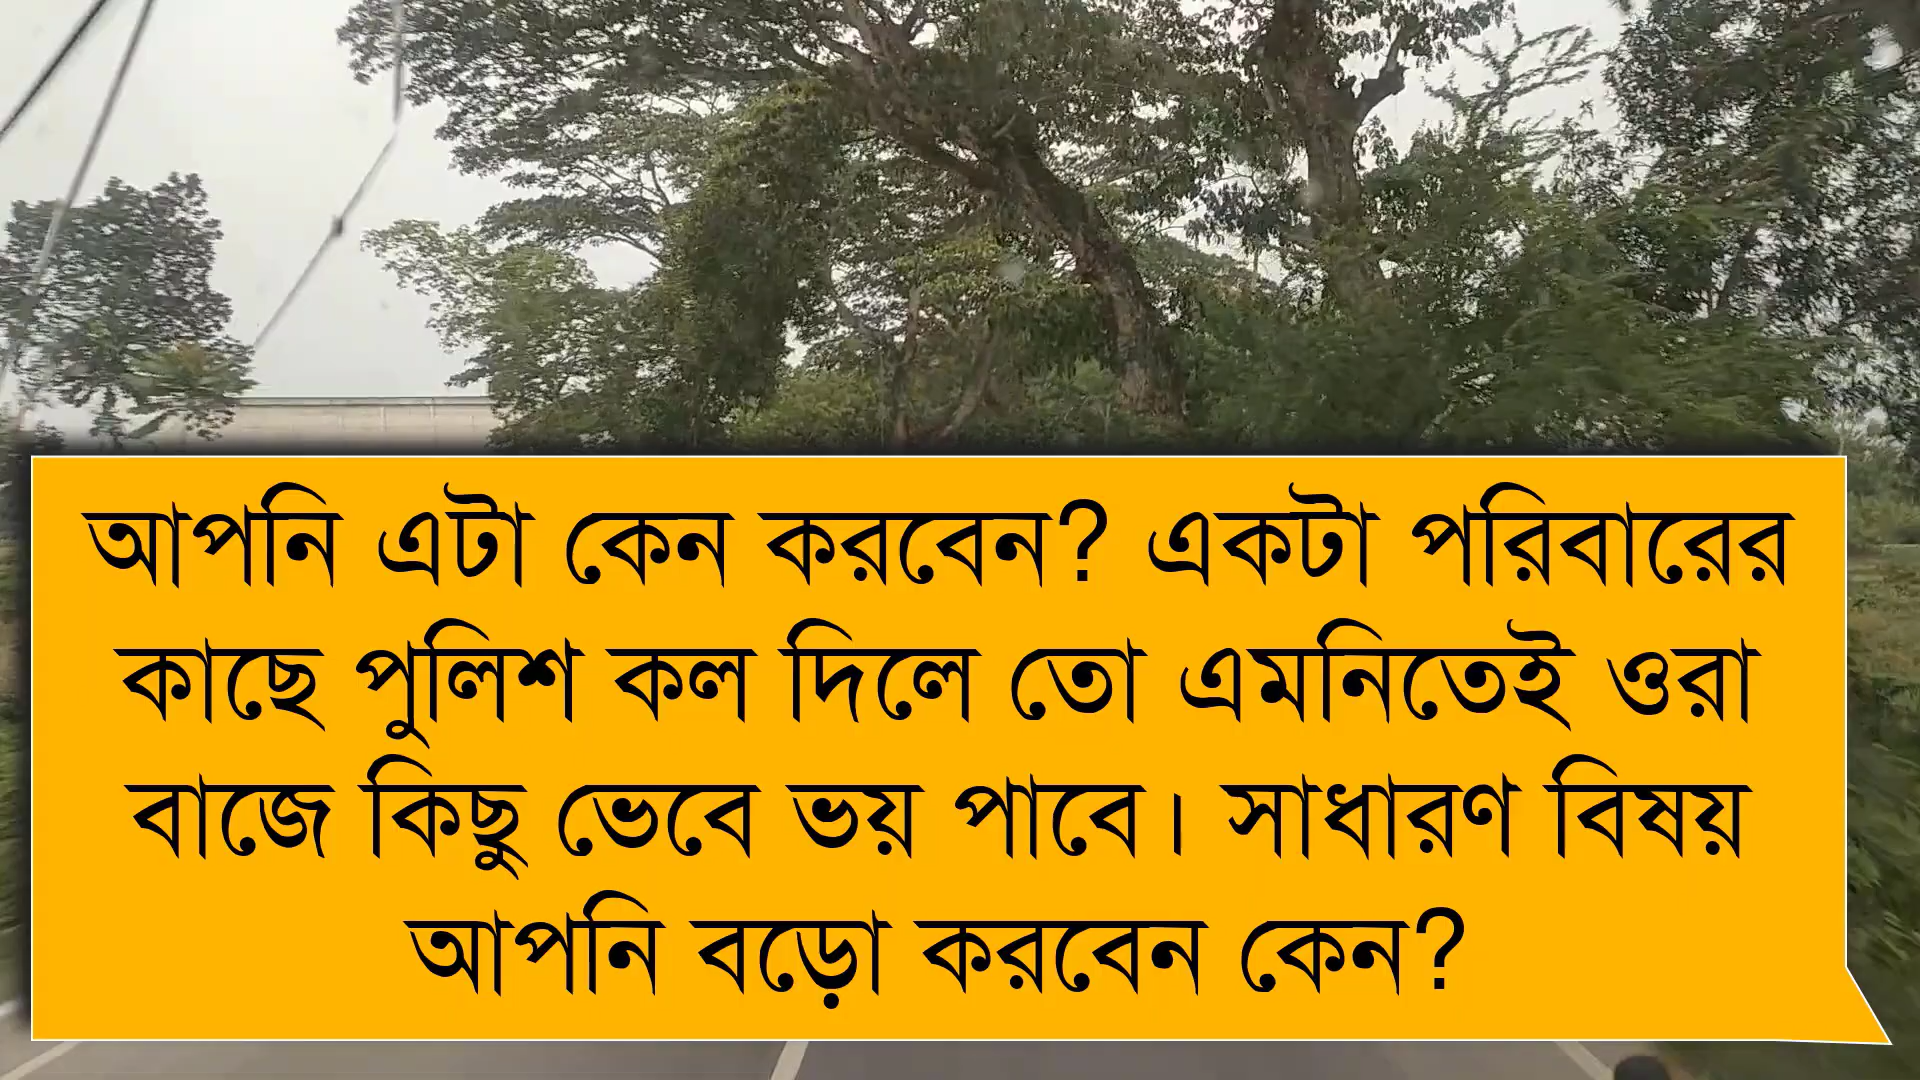 আপনি এটা কেন করবেন? একটা পরিবারের
কাছে পুলিশ কল দিলে তো এমনিতেই ওরা
বাজে কিছু ভেবে ভয় পাবে। সাধারণ বিষয়
আপনি বড়ো করবেন কেন?